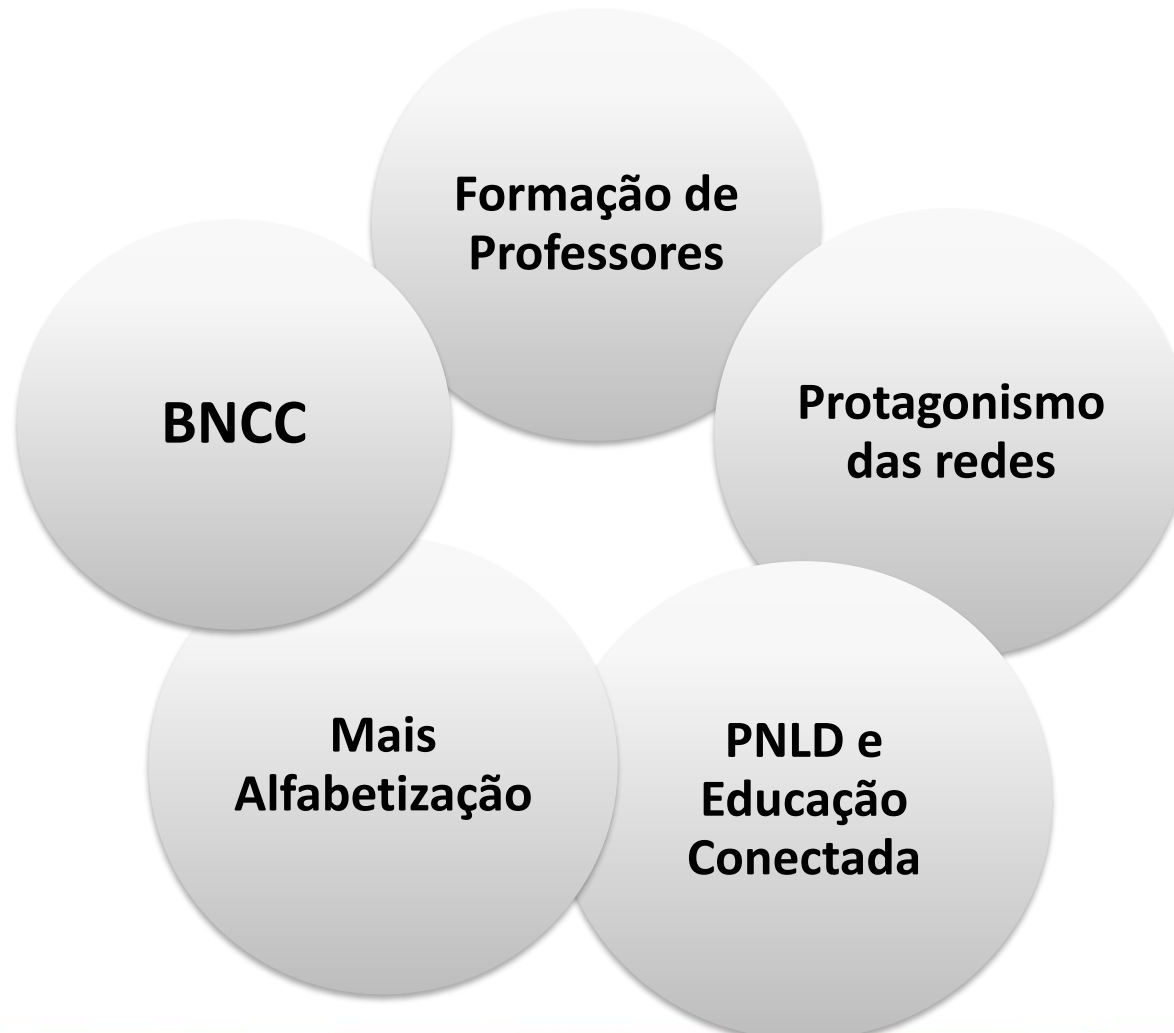 Formação de
Professores
BNCC
Protagonismo
das redes
Mais
Alfabetização
PNLD e
Educação
Conectada